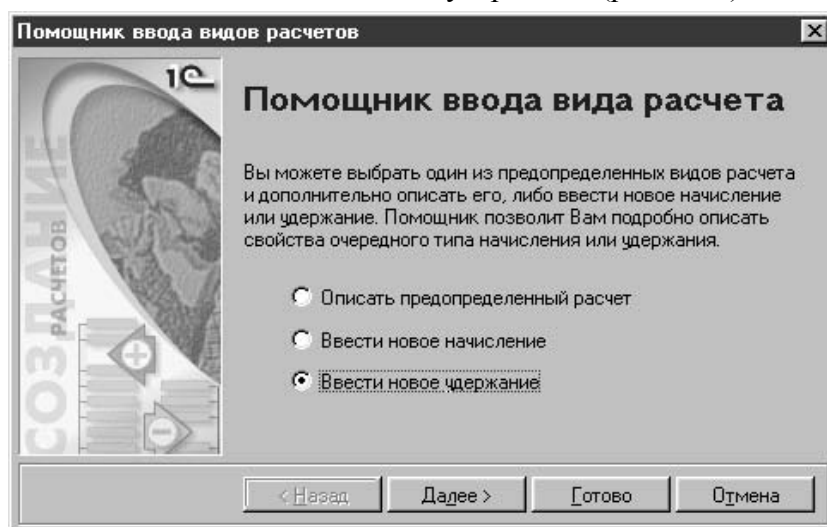 Помощник ввода видов расчетов
1С
Помощник ввода вида расчета
Вы можете выбрать один из предопределенных видов расчета
и дополнительно описать его, либо ввести новое начисление
или удержание. Помощник позволит Вам подробно описать
свойства очередного типа начисления или удержания.
СОЗДАНИЕ
РАСЧЕТОВ
Описать предопределенный расчет
Ввести новое начисление
Ввести новое удержание
< Назад
Далее >
Готово
Отмена